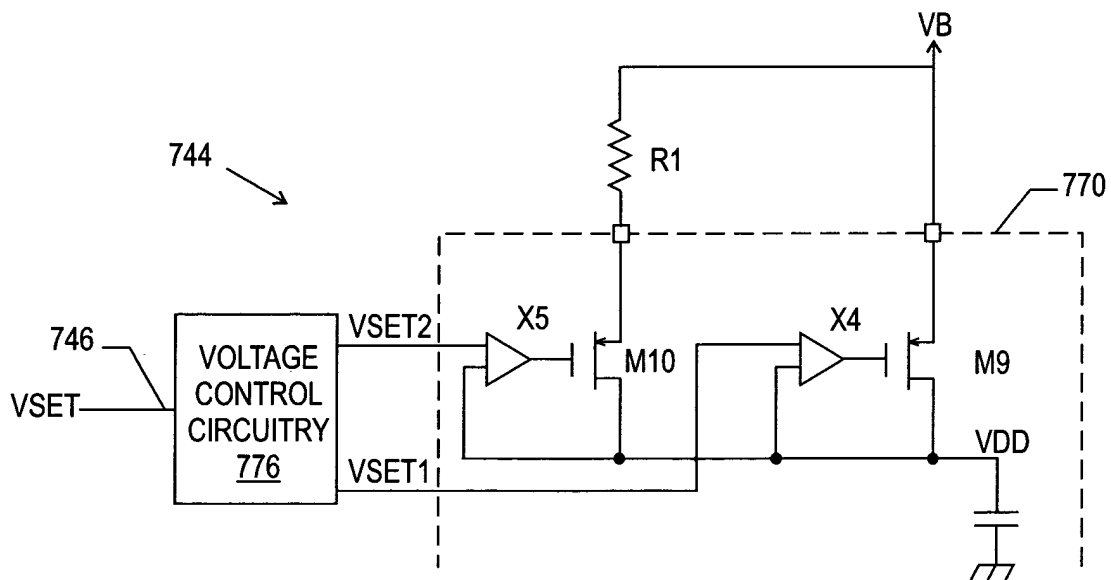 VB
744
R1
770
746
VSET2
X5
X4
VOLTAGE
CONTROL
CIRCUITRY
776
M10
M9
VSET
VDD
VSET1